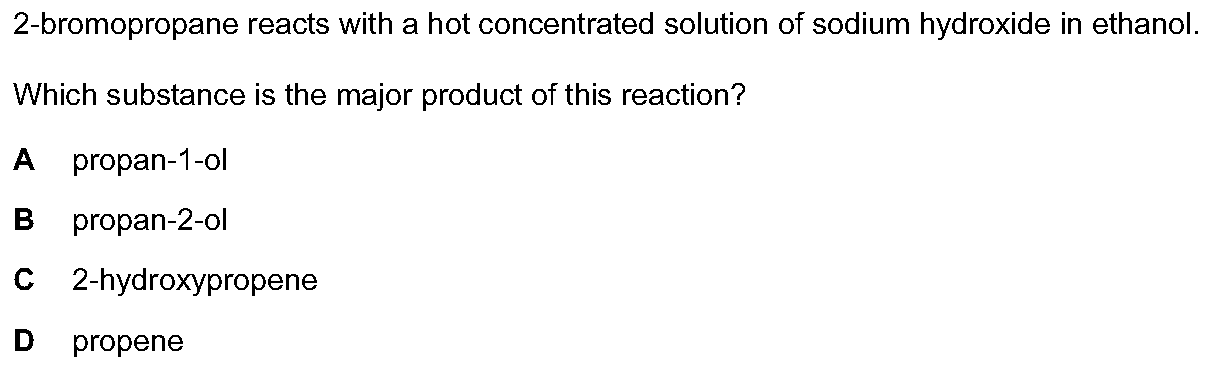 2-bromopropane reacts with a hot concentrated solution of sodium hydroxide in ethanol.
Which substance is the major product of this reaction?
A propan-1-ol
B propan-2-ol
C 2-hydroxypropene
D propene